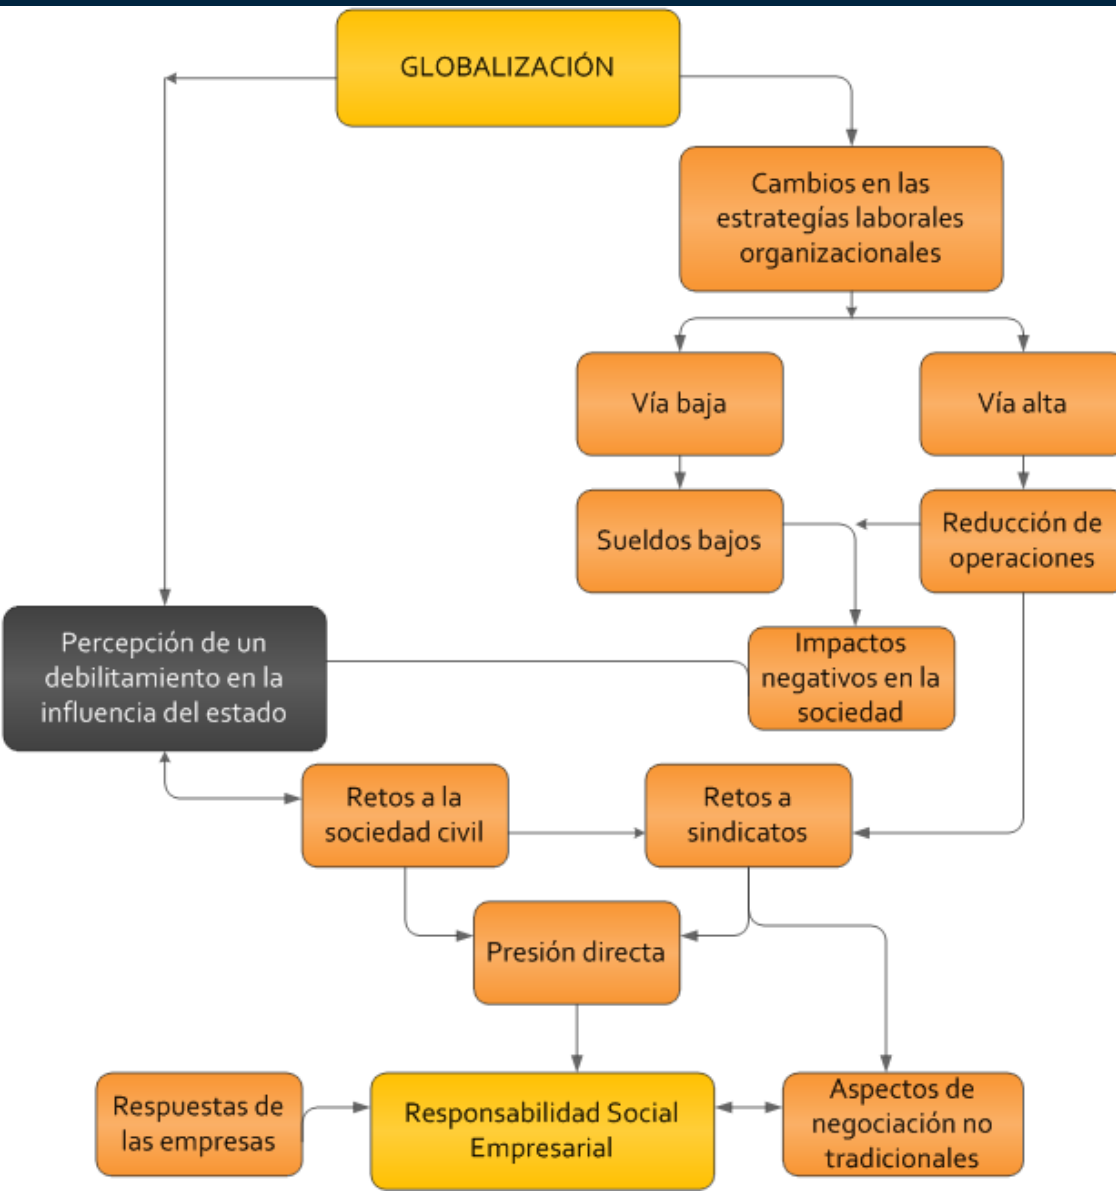 GLOBALIZACIÓN
Cambios en las
estrategías laborales
organizacionales
Vía baja
Vía alta
Sueldos bajos
Reducción de
operaciones
Percepción de un
debilitamiento en la
influencia del estado
Impactos
negativos en la
sociedad
Retos a la
sociedad civil
Retos a
sindicatos
Presión directa
Respuestas de
las empresas
Responsabilidad Social
Empresarial
Aspectos de
negociación no
tradicionales